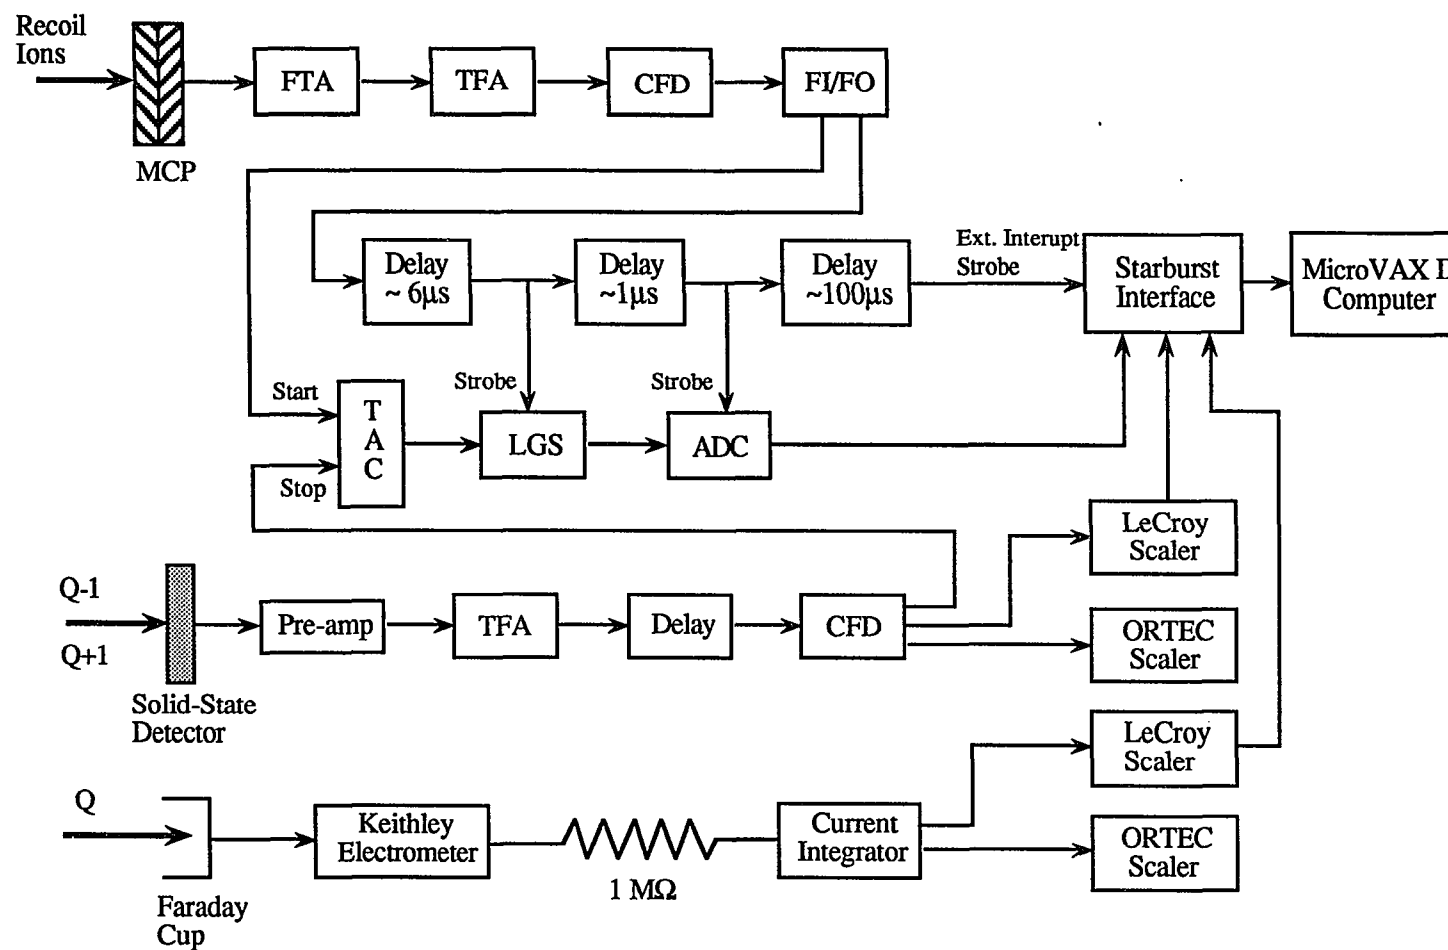 Recoil
Ions
MCP
FTA
TFA
CFD
FI/FO
Delay
~ 6µs
Delay
~1µs
Delay
~100µs
Ext. Interupt
Strobe
Starburst
Interface
MicroVAX
Computer
Start
Stop
T
A
C
Strobe
LGS
Strobe
ADC
LeCroy
Scaler
Q-1
Q+1
Solid-State
Detector
Pre-amp
TFA
Delay
CFD
ORTEC
Scaler
LeCroy
Scaler
Q
Faraday
Cup
Keithley
Electrometer
1 MΩ
Current
Integrator
ORTEC
Scaler